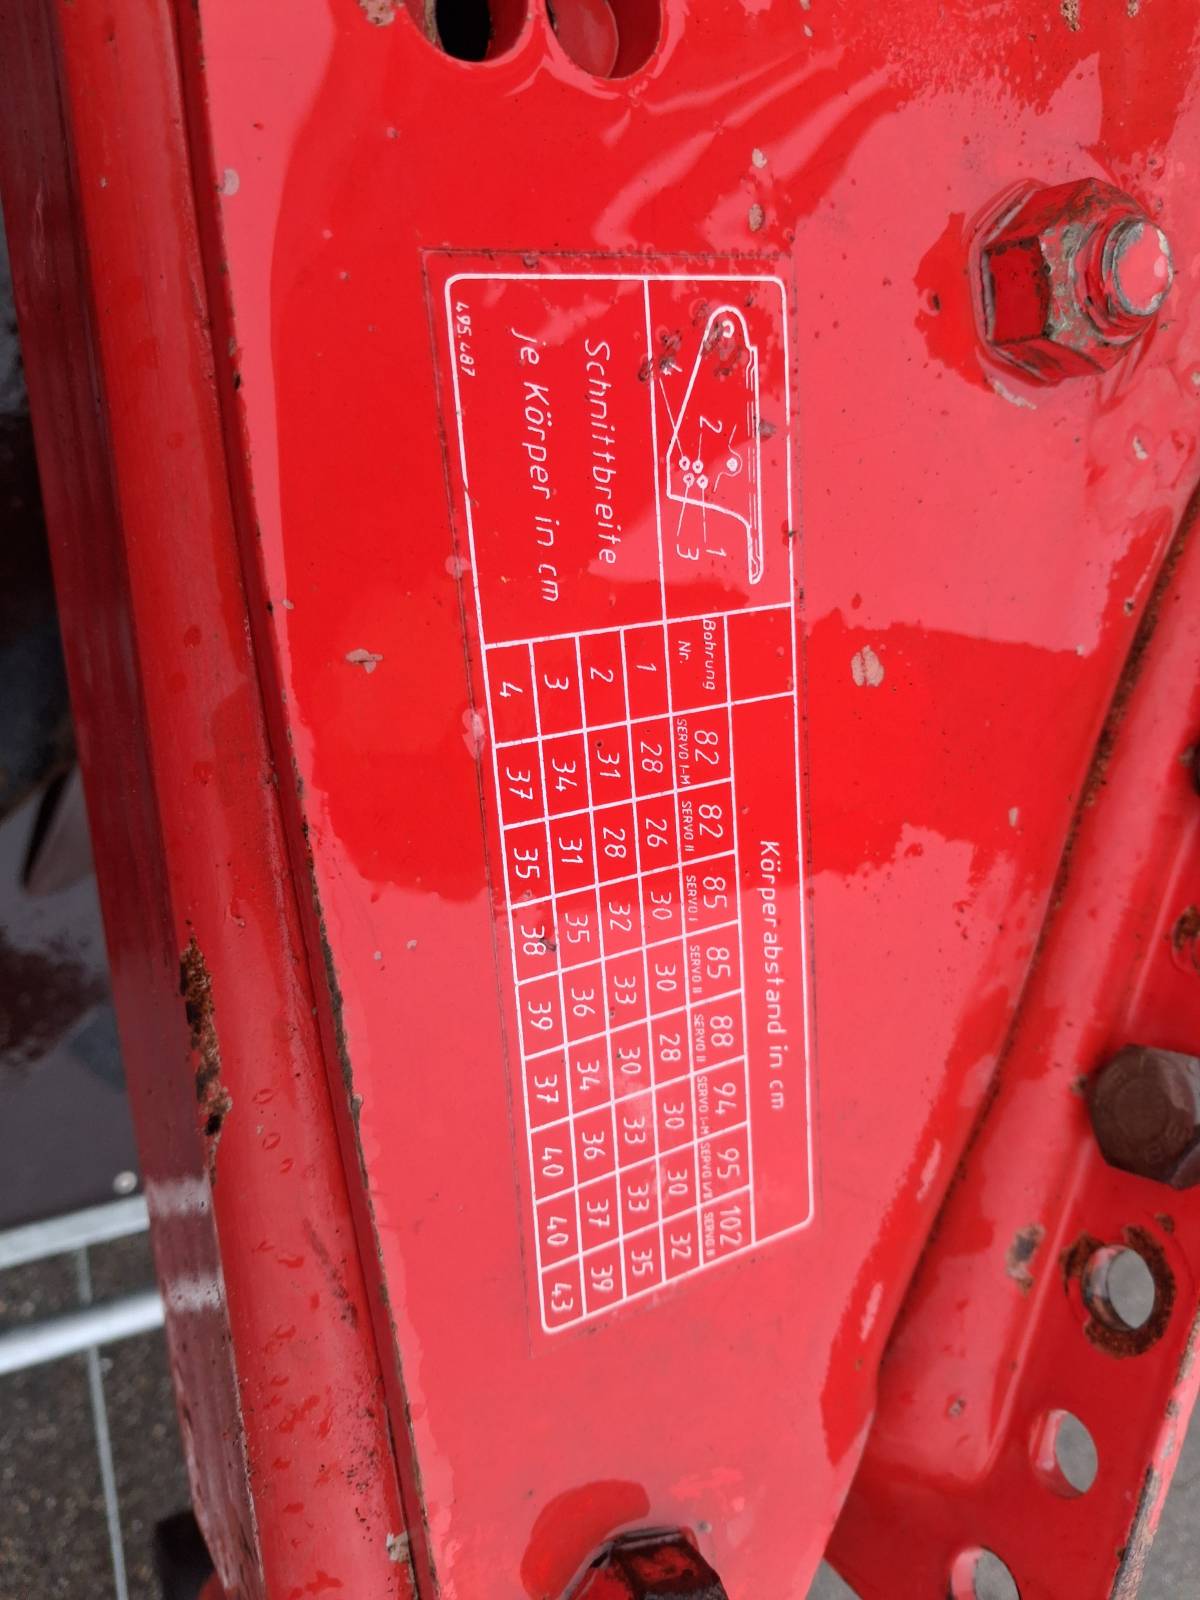 4
2
1
3
Schnittbreite
je Körper in cm
495.487
Körperabstand in cm
Bohrung Nr. 82 82 85 85 88 94 95 102
SERVO I-M SERVO II SERVO I SERVO II SERVO II SERVO I-M SERVO I/II SERVO II
1 28 26 30 30 28 30 30 32
2 31 28 32 33 30 33 33 35
3 34 31 35 36 34 36 37 39
4 37 35 38 39 37 40 40 43